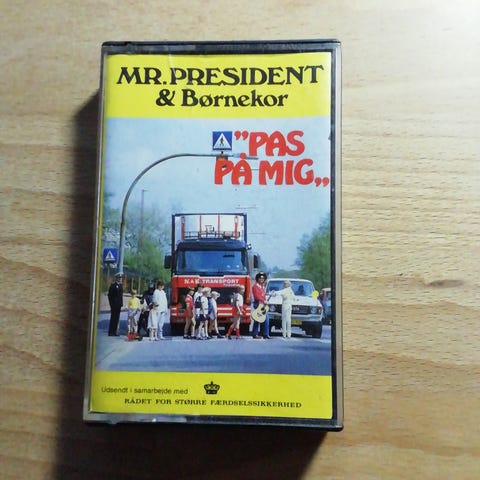 MR. PRESIDENT
& Børnekor
"PAS
PÅ MIG„
N & K TRANSPORT
Udsendt i samarbejde med
RÅDET FOR STØRRE FÆRDSELSSIKKERHED